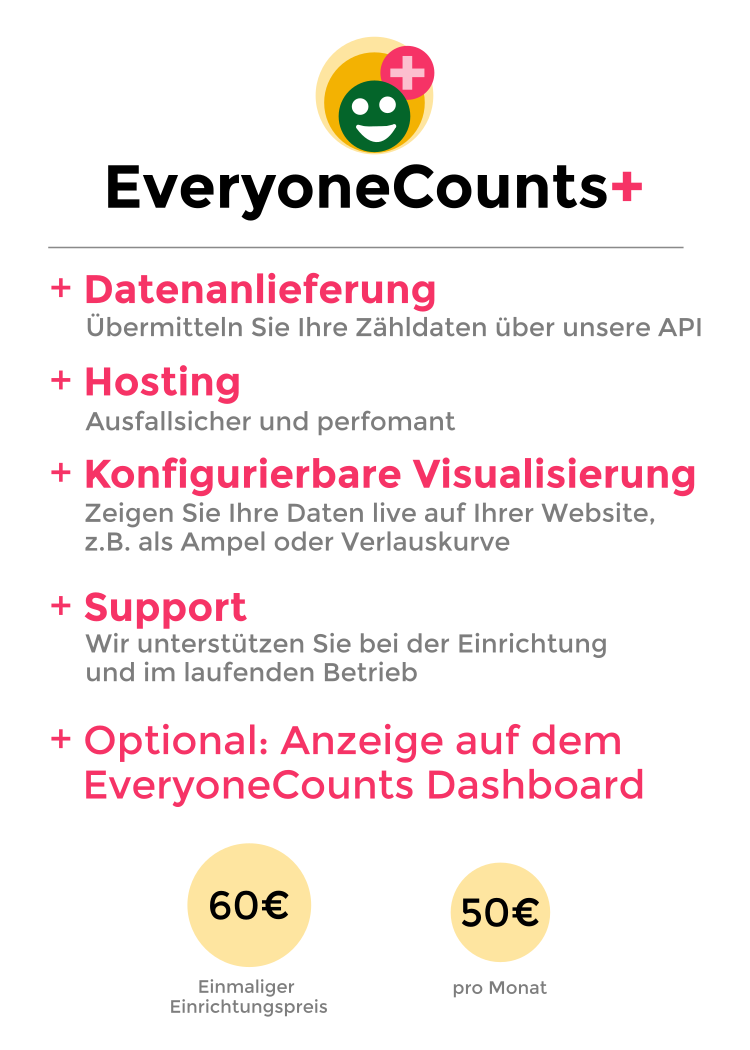 EveryoneCounts+
+ Datenanlieferung
Übermitteln Sie Ihre Zähldaten über unsere API
+ Hosting
Ausfallsicher und perfomant
+ Konfigurierbare Visualisierung
Zeigen Sie Ihre Daten live auf Ihrer Website,
z.B. als Ampel oder Verlauskurve
+ Support
Wir unterstützen Sie bei der Einrichtung
und im laufenden Betrieb
+ Optional: Anzeige auf dem
EveryoneCounts Dashboard
60€
Einmaliger
Einrichtungspreis
50€
pro Monat